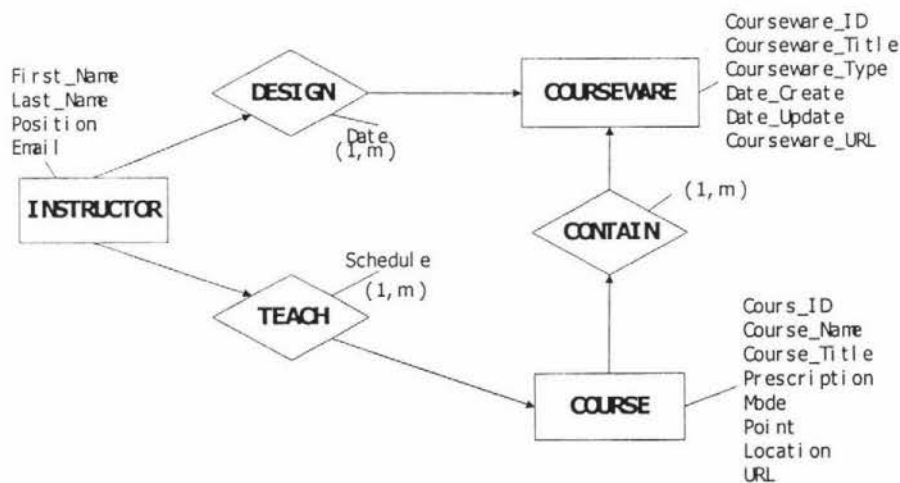 First_Name
Last_Name
Position
Email
INSTRUCTOR
DESIGN
Date
(1,m)
COURSEWARE
Courseware_ID
Courseware_Title
Courseware_Type
Date_Create
Date_Update
Courseware_URL
(1,m)
CONTAIN
Schedule
(1,m)
TEACH
COURSE
Cours_ID
Course_Name
Course_Title
Prescription
Mode
Point
Location
URL